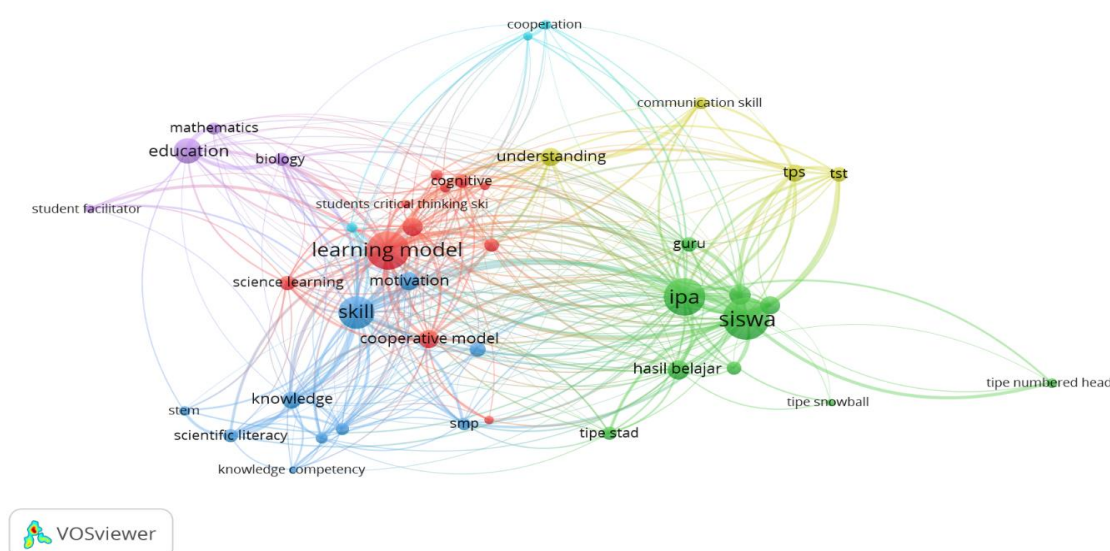 cooperation
communication skill
mathematics
education
biology
understanding
cognitive
tps
tst
students critical thinking ski
student facilitator
learning model
guru
science learning
motivation
ipa
skill
siswa
cooperative model
hasil belajar
tipe numbered head
knowledge
tipe snowball
stem
smp
scientific literacy
tipe stad
knowledge competency
VOSviewer